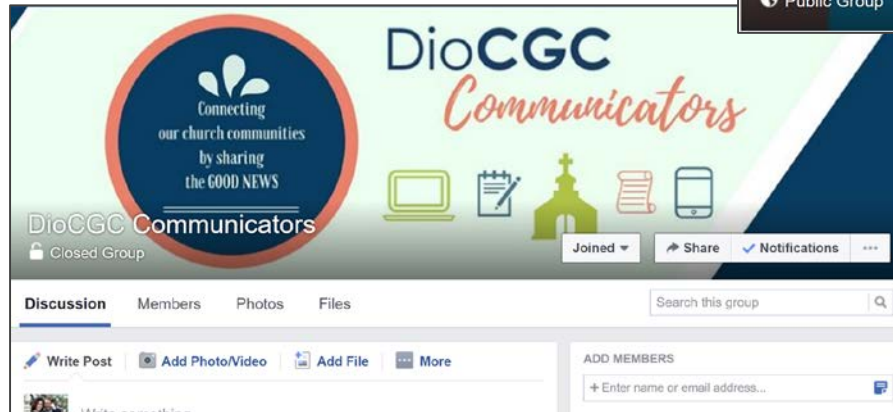 Public Group
DioCGC
Communicators
Connecting
our church communities
by sharing
the GOOD NEWS
DioCGC Communicators
Closed Group
Joined
Share
Notifications
Discussion Members Photos Files
Search this group
Write Post Add Photo/Video Add File More
ADD MEMBERS
+ Enter name or email address...
Write something